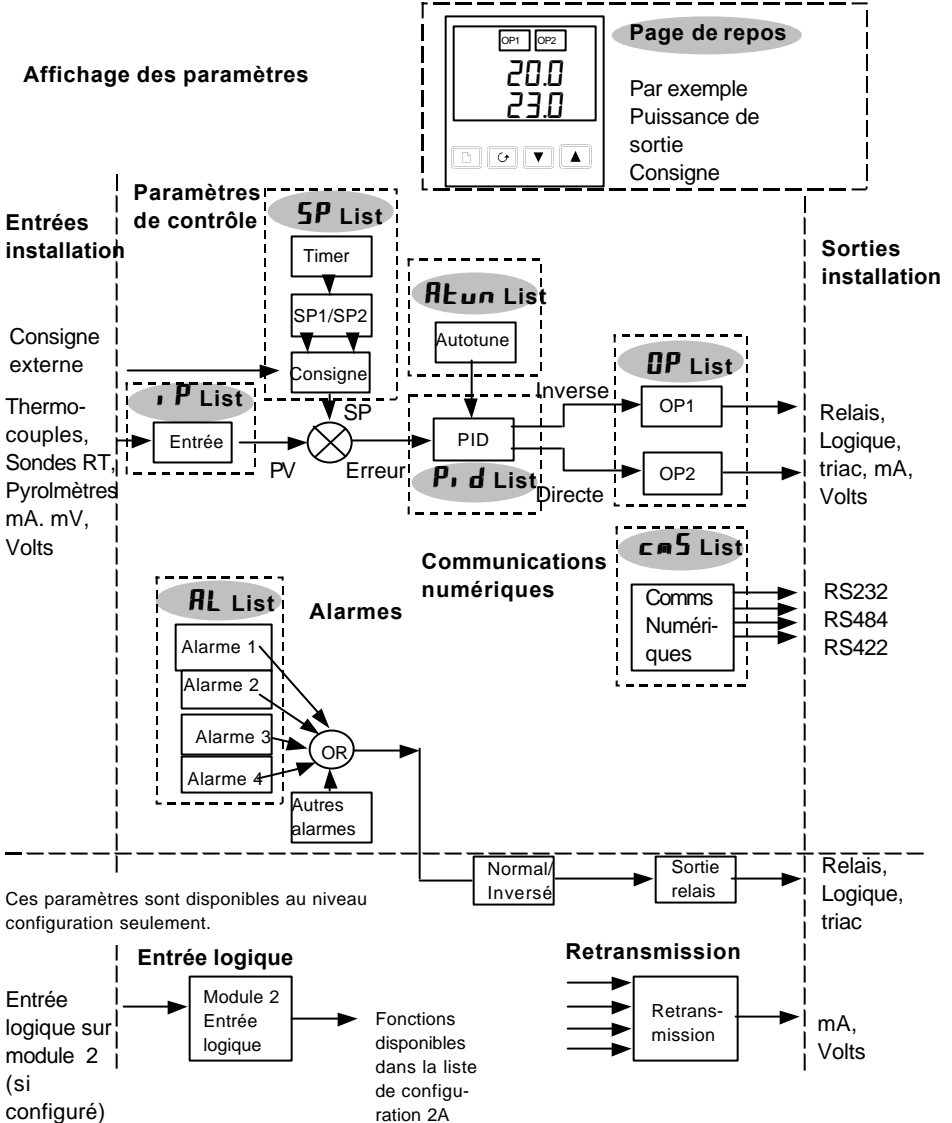 Affichage des paramètres
OP1 OP2
20.0
23.0
Page de repos
Par exemple
Puissance de
sortie
Consigne
Entrées
installation
Paramètres
de contrôle
SP List
Timer
SP1/SP2
Consigne
Sorties
installation
Consigne
externe
Atun List
Autotune
iP List
Entrée
Thermo-
couples,
Sondes RT,
Pyrolmètres
mA. mV,
Volts
SP
PV
Erreur
PID
Pid List
Inverse
Directe
OP List
OP1
OP2
Relais,
Logique,
triac, mA,
Volts
Communications
numériques
cmS List
Comms
Numéri-
ques
RS232
RS484
RS422
AL List
Alarmes
Alarme 1
Alarme 2
Alarme 3
Alarme 4
OR
Autres
alarmes
Normal/
Inversé
Sortie
relais
Relais,
Logique,
triac
Ces paramètres sont disponibles au niveau
configuration seulement.
Entrée logique
Entrée
logique sur
module 2
(si
configuré)
Module 2
Entrée
logique
Fonctions
disponibles
dans la liste
de configu-
ration 2A
Retransmission
Retrans-
mission
mA,
Volts